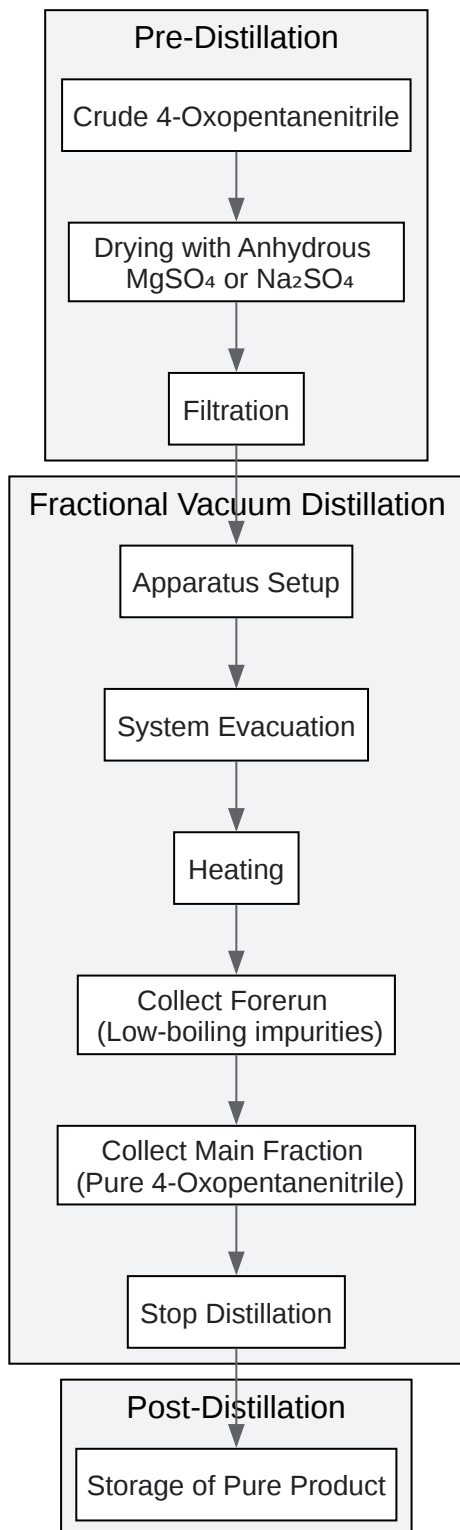 Pre-Distillation
Crude 4-Oxopentanenitrile
Drying with Anhydrous
MgSO₄ or Na₂SO₄
Filtration
Fractional Vacuum Distillation
Apparatus Setup
System Evacuation
Heating
Collect Forerun
(Low-boiling impurities)
Collect Main Fraction
(Pure 4-Oxopentanenitrile)
Stop Distillation
Post-Distillation
Storage of Pure Product